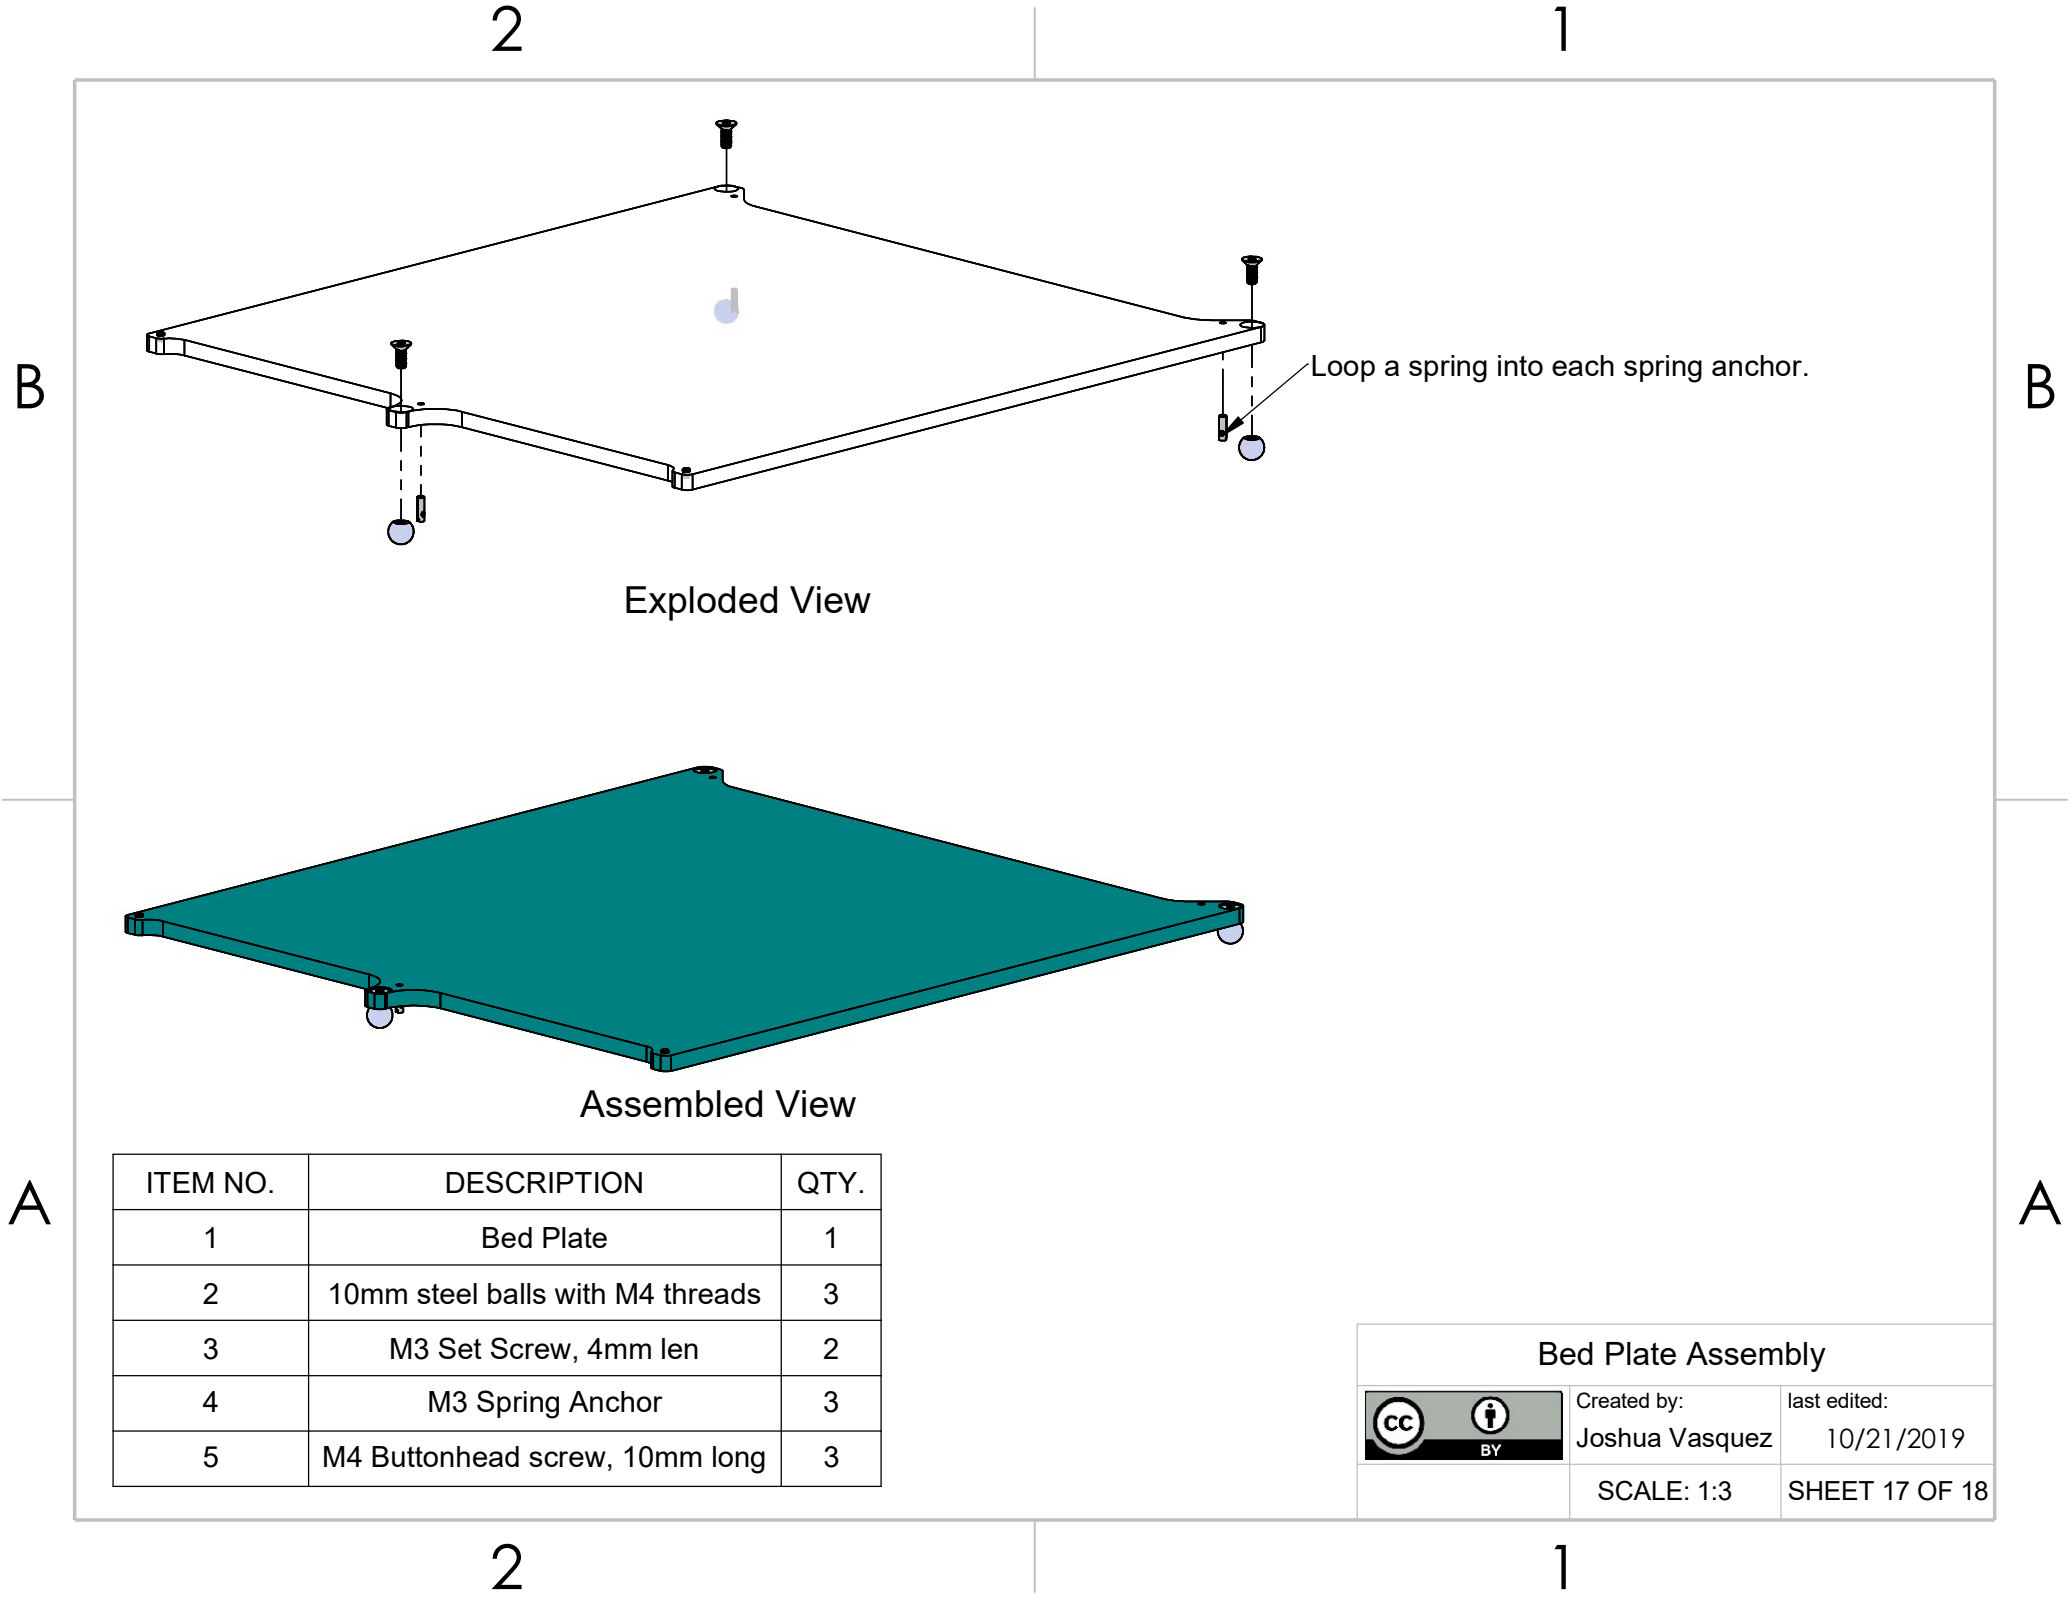 2 1
B B
Loop a spring into each spring anchor.
Exploded View
Assembled View
ITEM NO. DESCRIPTION QTY.
1 Bed Plate 1
2 10mm steel balls with M4 threads 3
3 M3 Set Screw, 4mm len 2
4 M3 Spring Anchor 3
5 M4 Buttonhead screw, 10mm long 3
A A
Bed Plate Assembly
cc BY
Created by:
Joshua Vasquez
last edited:
10/21/2019
SCALE: 1:3
SHEET 17 OF 18
2 1